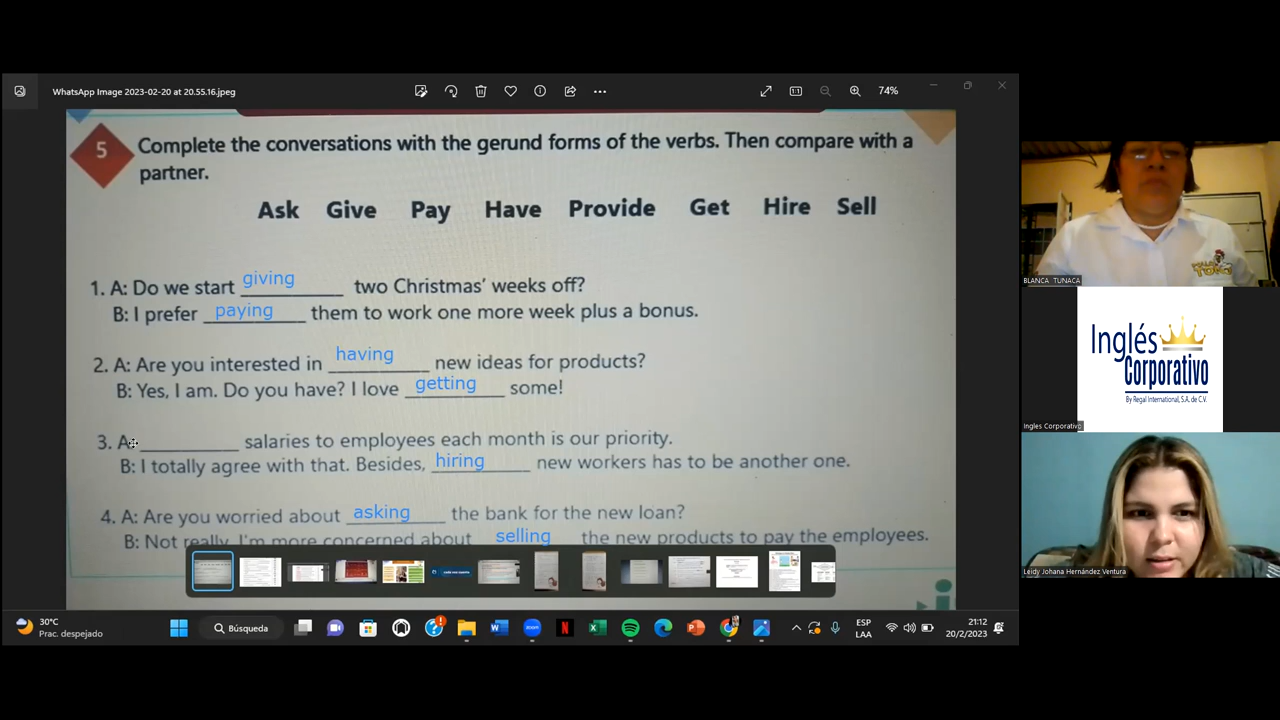 WhatsApp Image 2023-02-20 at 20.55.16.jpeg
74%
5
Complete the conversations with the gerund forms of the verbs. Then compare with a
partner.
Ask Give Pay Have Provide Get Hire Sell
1. A: Do we start giving two Christmas' weeks off?
B: I prefer paying them to work one more week plus a bonus.
2. A: Are you interested in having new ideas for products?
B: Yes, I am. Do you have? I love getting some!
3. A: __________ salaries to employees each month is our priority.
B: I totally agree with that. Besides, hiring new workers has to be another one.
4. A: Are you worried about asking the bank for the new loan?
B: Not really, I'm more concerned about selling the new products to pay the employees.
BLANCA TUNACA
Inglés
Corporativo
By Regal International, S.A. de C.V.
Ingles Corporativo
Leidy Johana Hernández Ventura
30°C
Prac. despejado
Búsqueda
ESP
LAA
21:12
20/2/2023